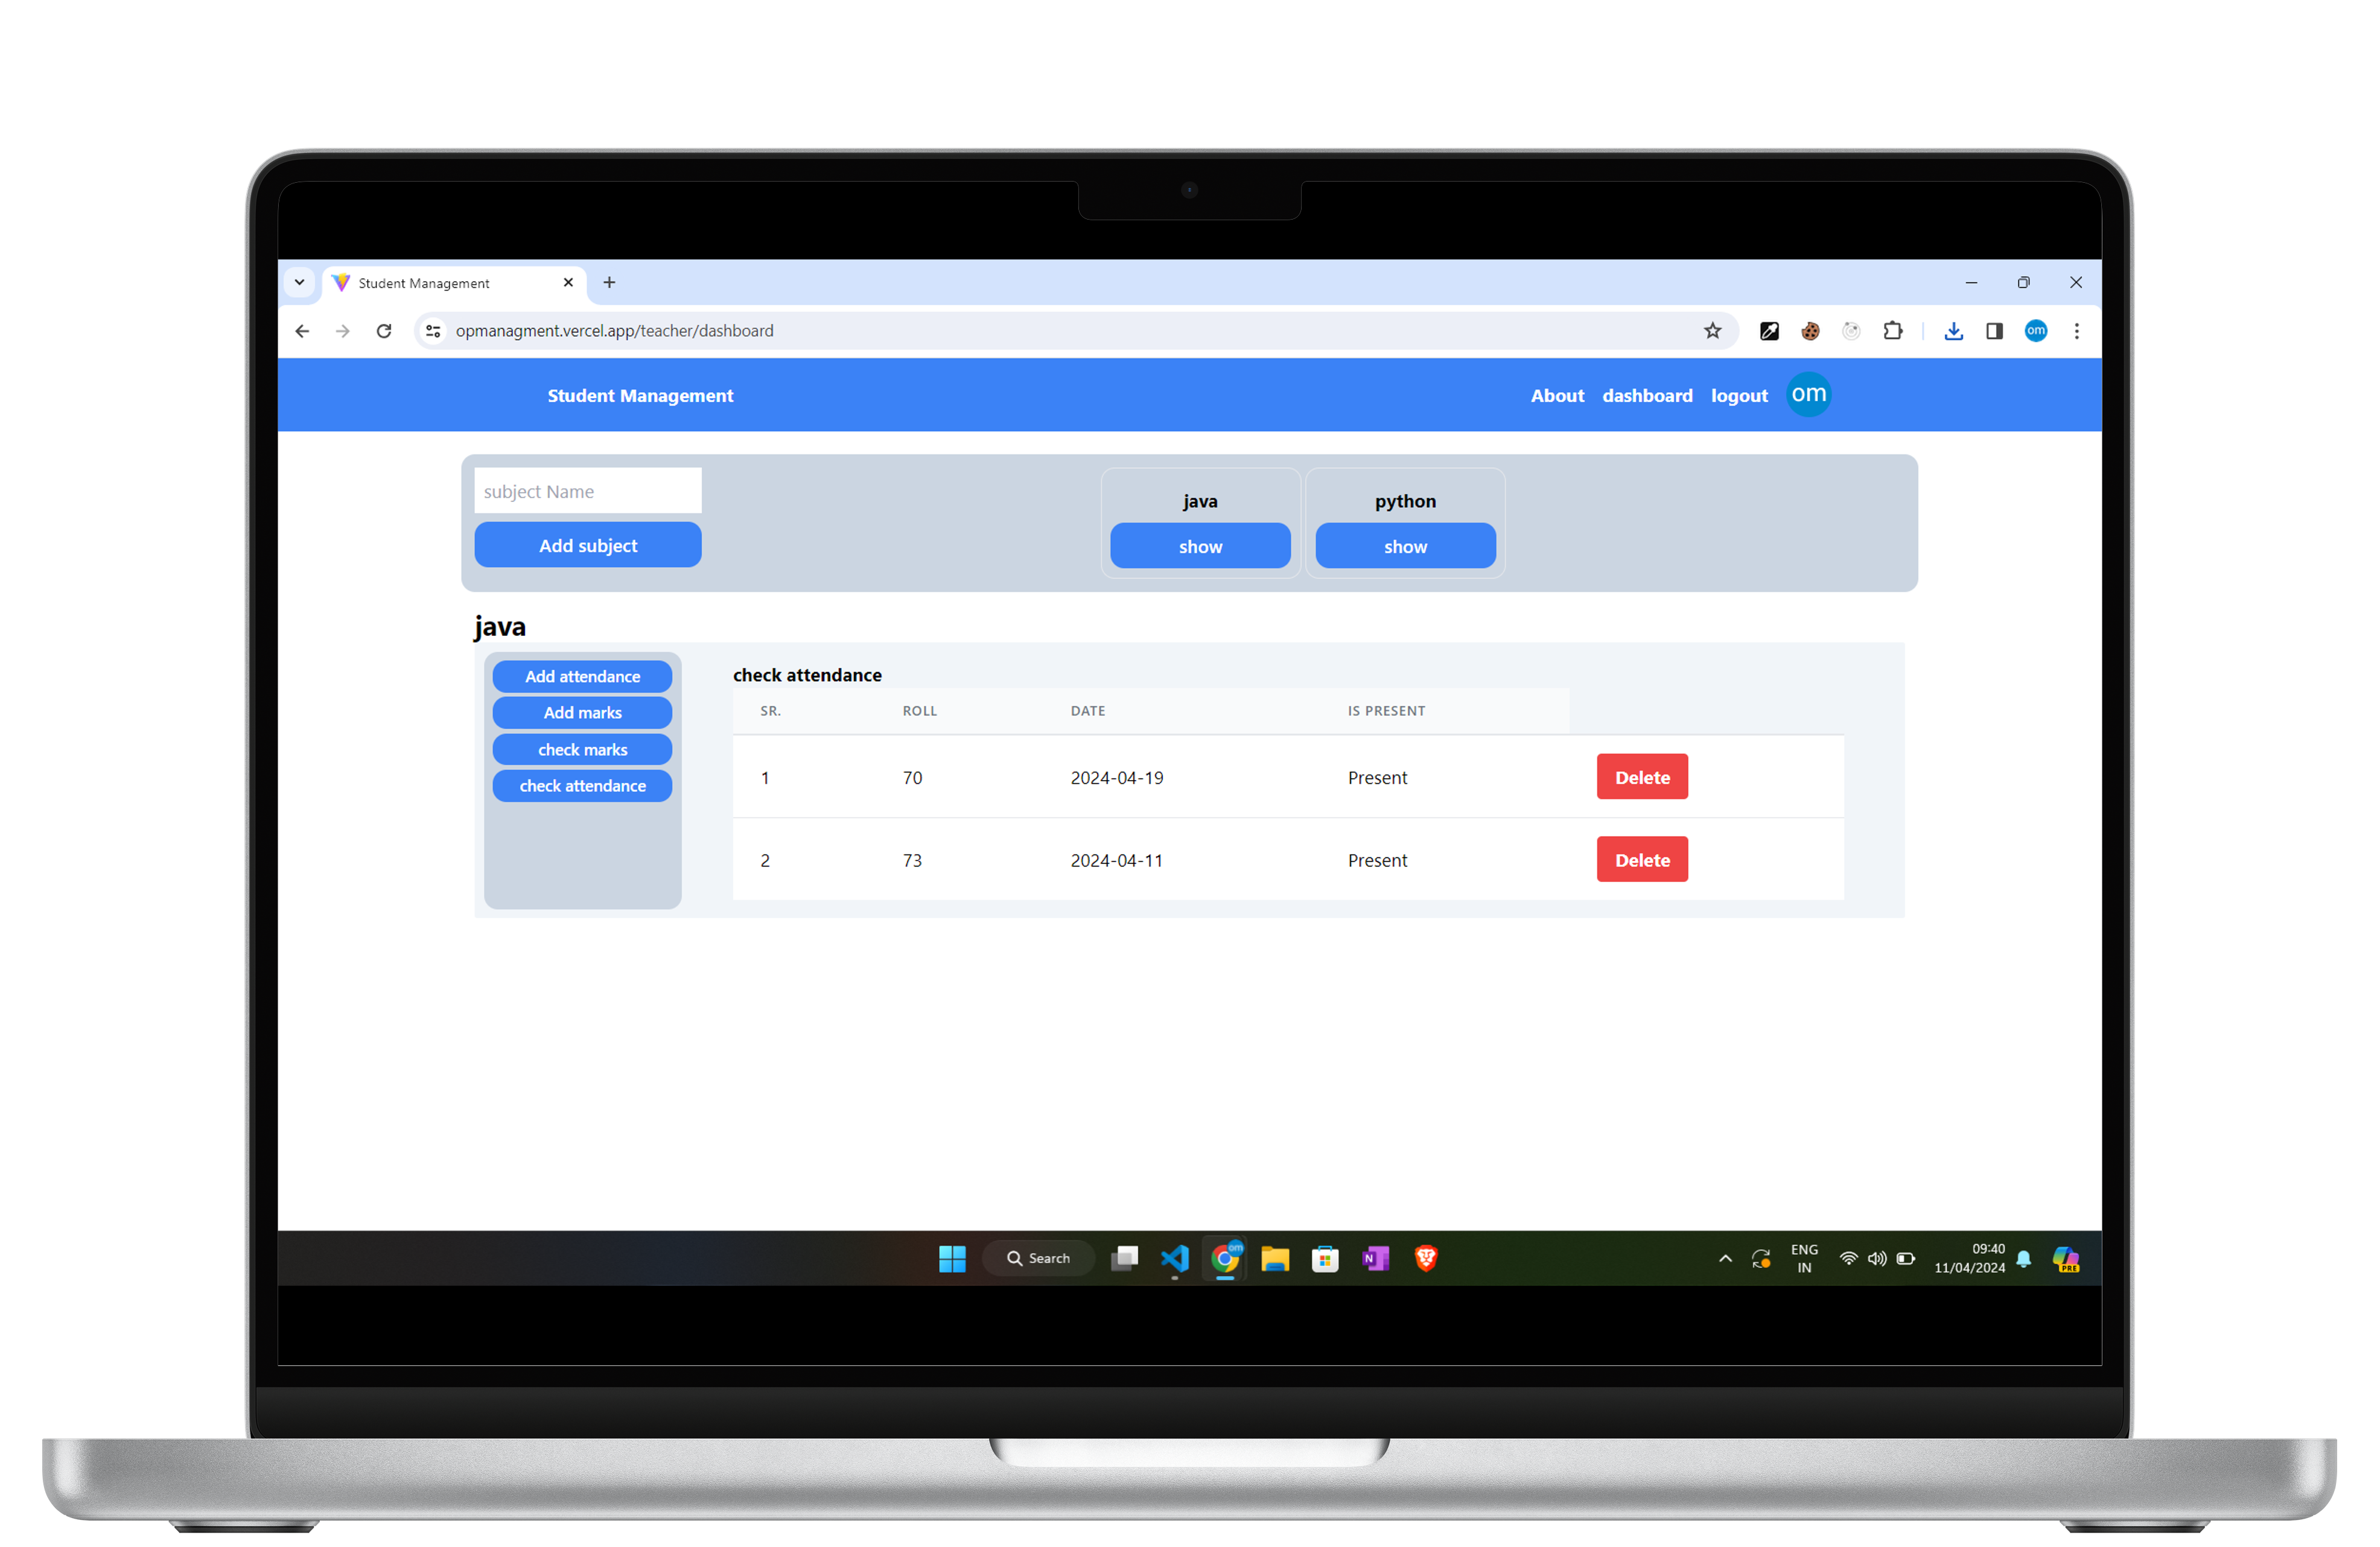 Student Management
opmanagment.vercel.app/teacher/dashboard
om
Student Management
About dashboard logout om
subject Name
Add subject
java
show
python
show
java
Add attendance
Add marks
check marks
check attendance
check attendance
SR. ROLL DATE IS PRESENT
1 70 2024-04-19 Present Delete
2 73 2024-04-11 Present Delete
Search
om
N
ENG
IN
09:40
11/04/2024
PRE